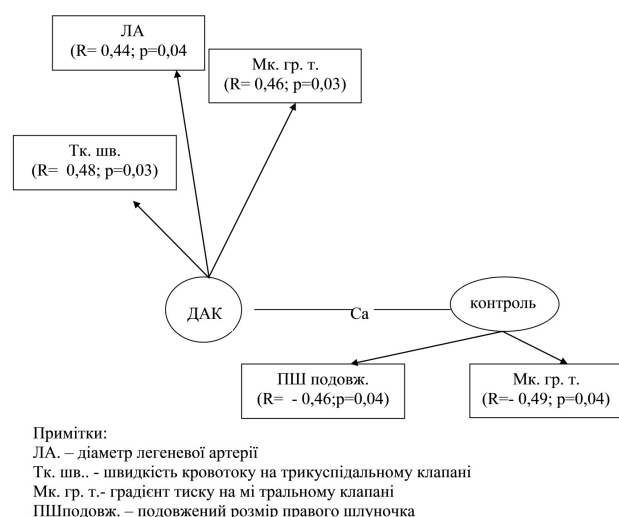 ЛА
(R= 0,44; p=0,04
Мк. гр. т.
(R= 0,46; p=0,03)
Тк. шв.
(R= 0,48; p=0,03)
ДАК
Са
контроль
ПШ подовж.
(R= - 0,46;p=0,04)
Мк. гр. т.
(R=- 0,49; p=0,04)
Примітки:
ЛА. – діаметр легеневої артерії
Тк. шв.. - швидкість кровотоку на трикуспідальному клапані
Мк. гр. т.- градієнт тиску на мі тральному клапані
ПШподовж. – подовжений розмір правого шлуночка